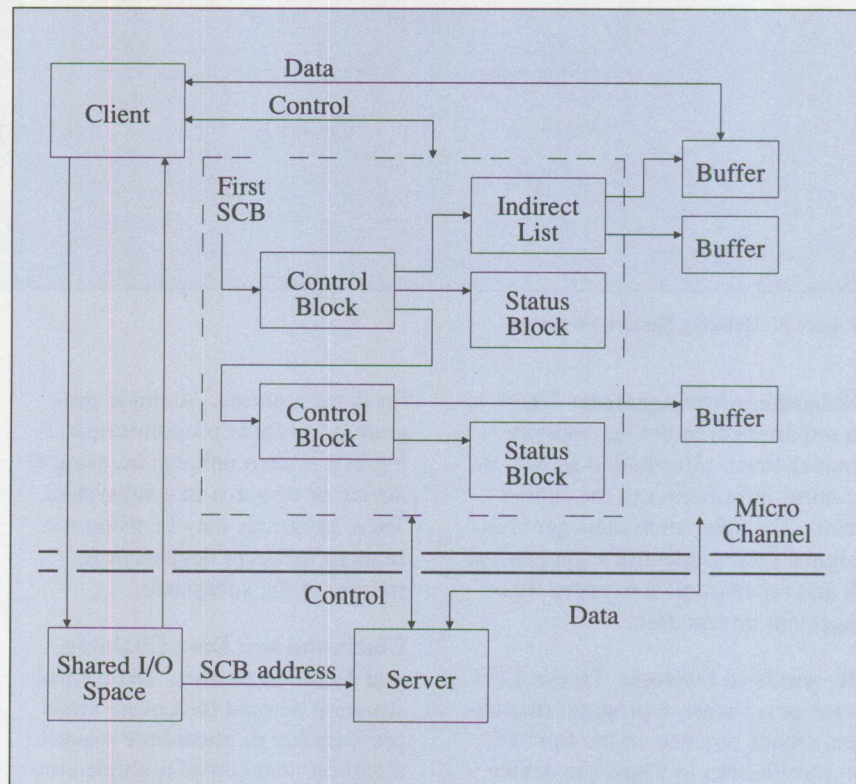 Data
Client
Control
Buffer
First
SCB
Indirect
List
Buffer
Control
Block
Status
Block
Control
Block
Buffer
Status
Block
Micro
Channel
Control
Data
Shared I/O
Space
SCB address
Server